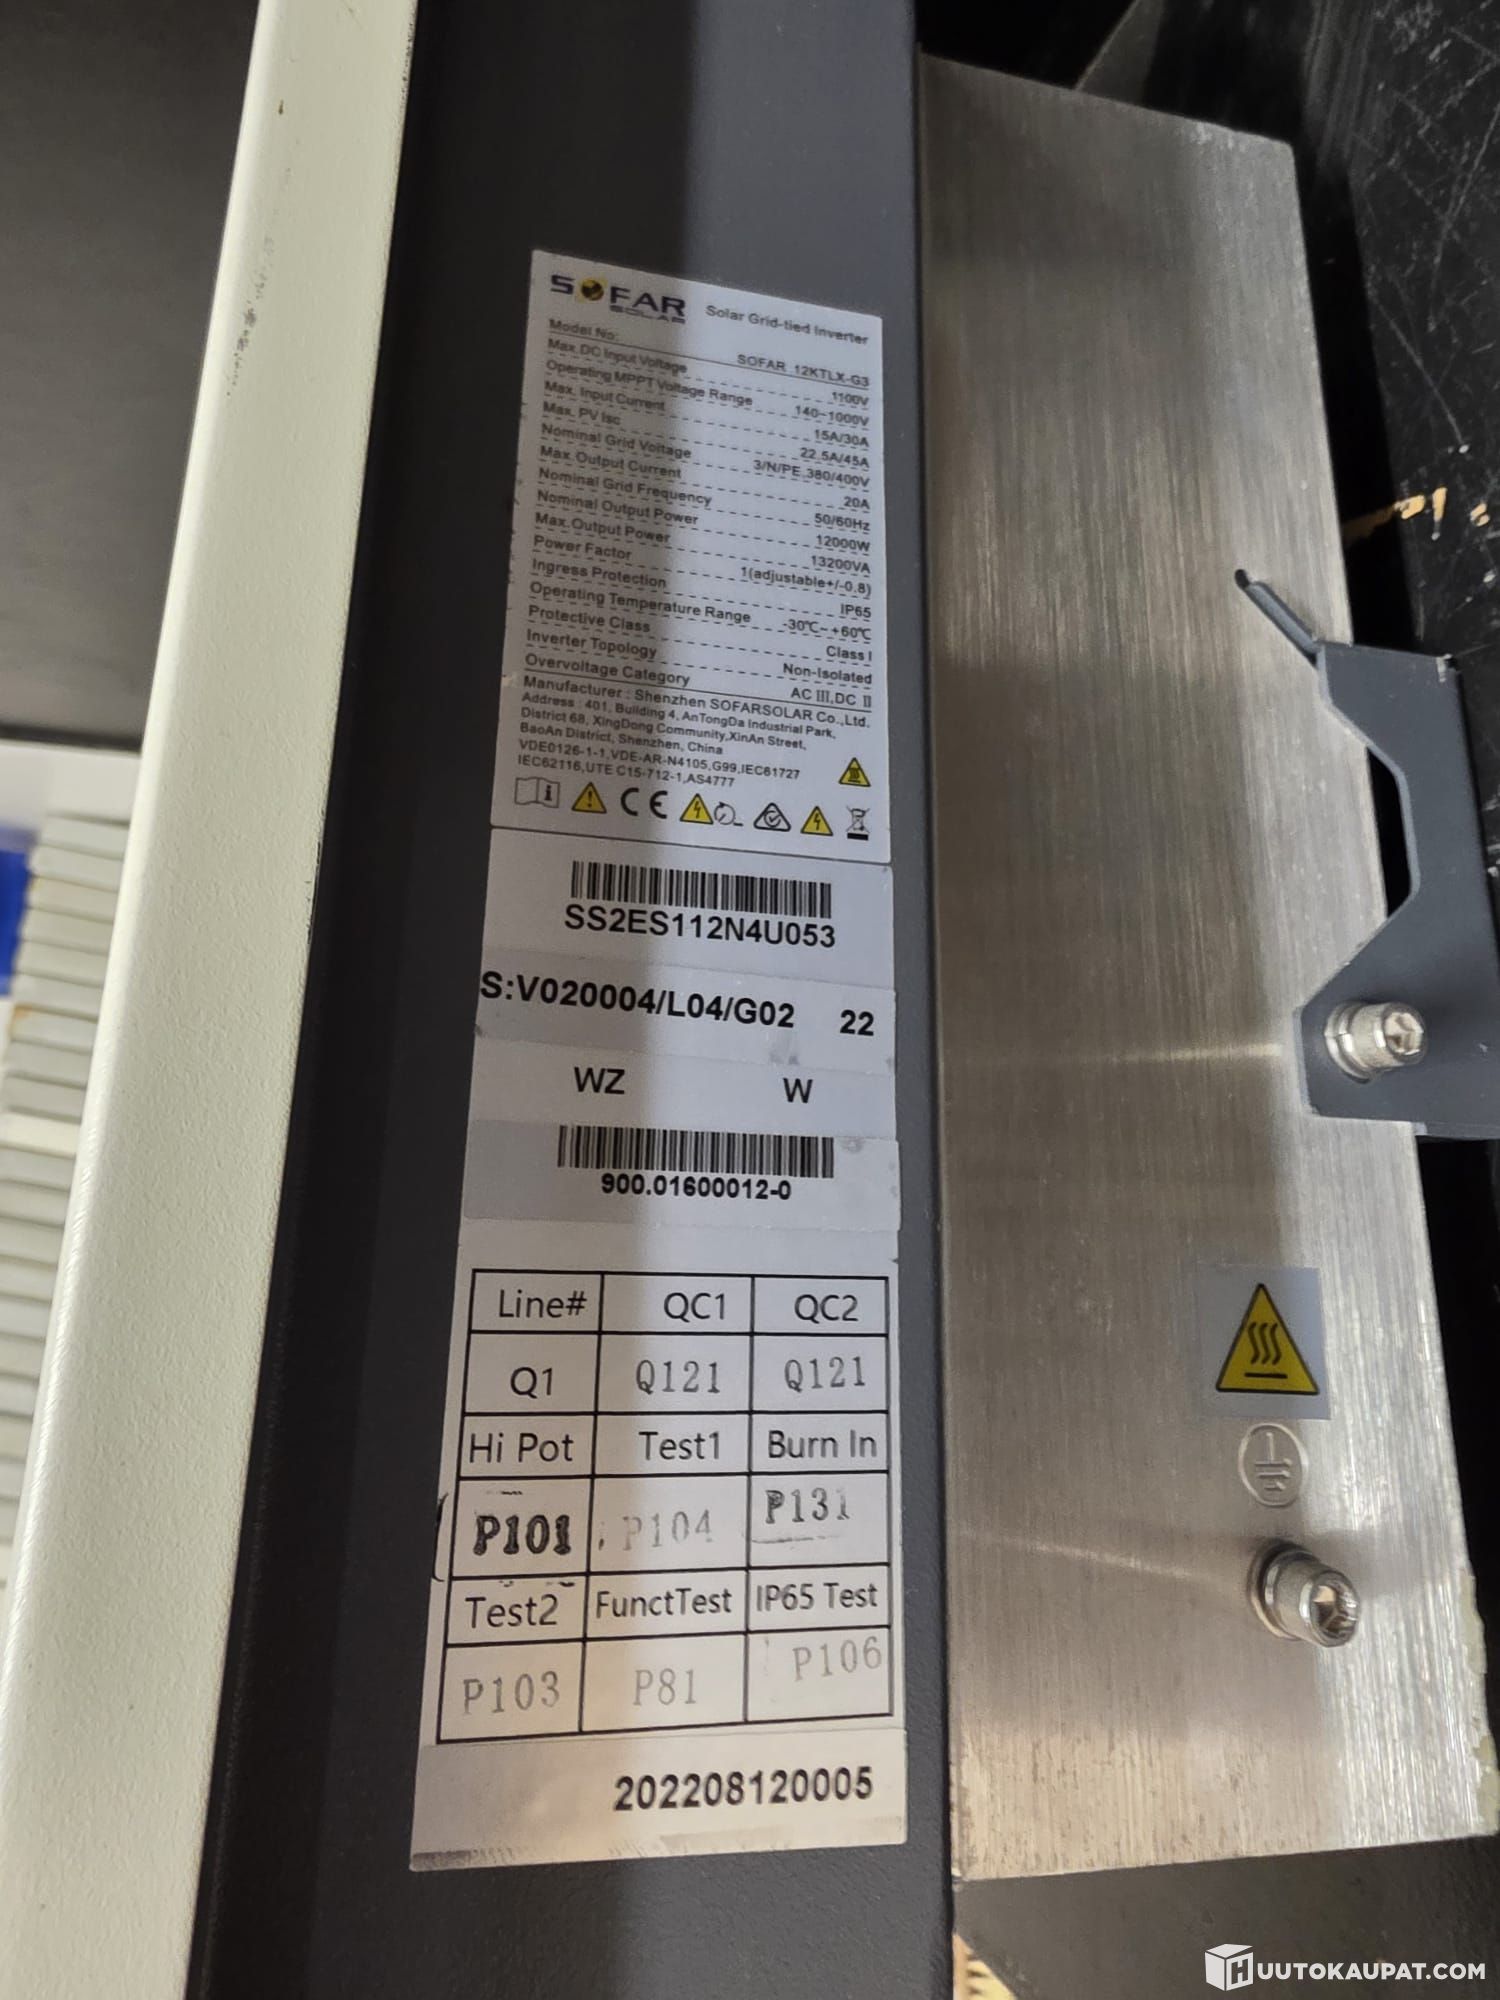 SOFAR SOLAR Solar Grid-tied Inverter
Model No: SOFAR 12KTLX-G3
Max.DC Input Voltage 1100V
Operating MPPT Voltage Range 140~1000V
Max. Input Current 15A/30A
Max. PV Isc 22.5A/45A
Nominal Grid Voltage 3/N/PE,380/400V
Max.Output Current 20A
Nominal Grid Frequency 50/60Hz
Nominal Output Power 12000W
Max.Output Power 13200VA
Power Factor 1(adjustable+/-0.8)
Ingress Protection IP65
Operating Temperature Range -30℃~+60℃
Protective Class Class I
Inverter Topology Non-Isolated
Overvoltage Category AC III,DC II
Manufacturer : Shenzhen SOFARSOLAR Co.,Ltd.
Address : 401, Building 4, AnTongDa Industrial Park,
District 68, XingDong Community,XinAn Street,
BaoAn District, Shenzhen, China
VDE0126-1-1,VDE-AR-N4105,G99,IEC61727
IEC62116,UTE C15-712-1,AS4777
CE
SS2ES112N4U053
S:V020004/L04/G02 22
WZ W
900.01600012-0
Line# QC1 QC2
Q1 Q121 Q121
Hi Pot Test1 Burn In
P101 P104 P131
Test2 FunctTest IP65 Test
P103 P81 P106
202208120005
HUUTOKAUPAT.COM